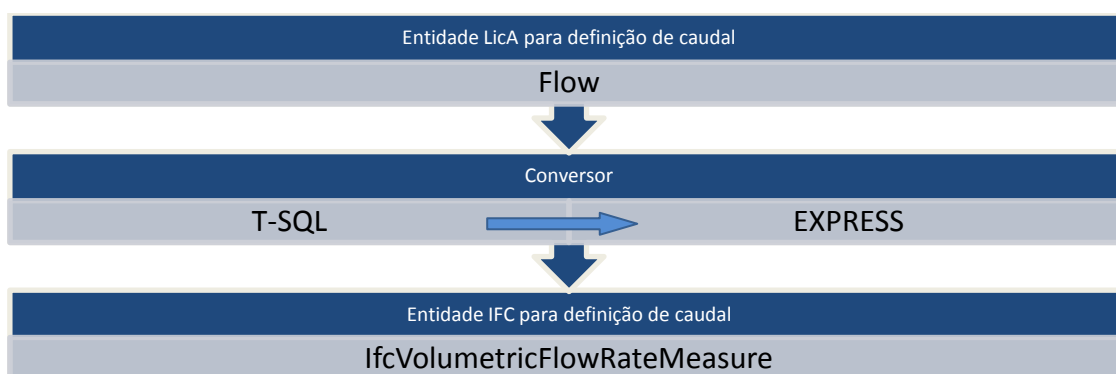 Entidade LicA para definição de caudal
Flow
Conversor
T-SQL EXPRESS
Entidade IFC para definição de caudal
IfcVolumetricFlowRateMeasure